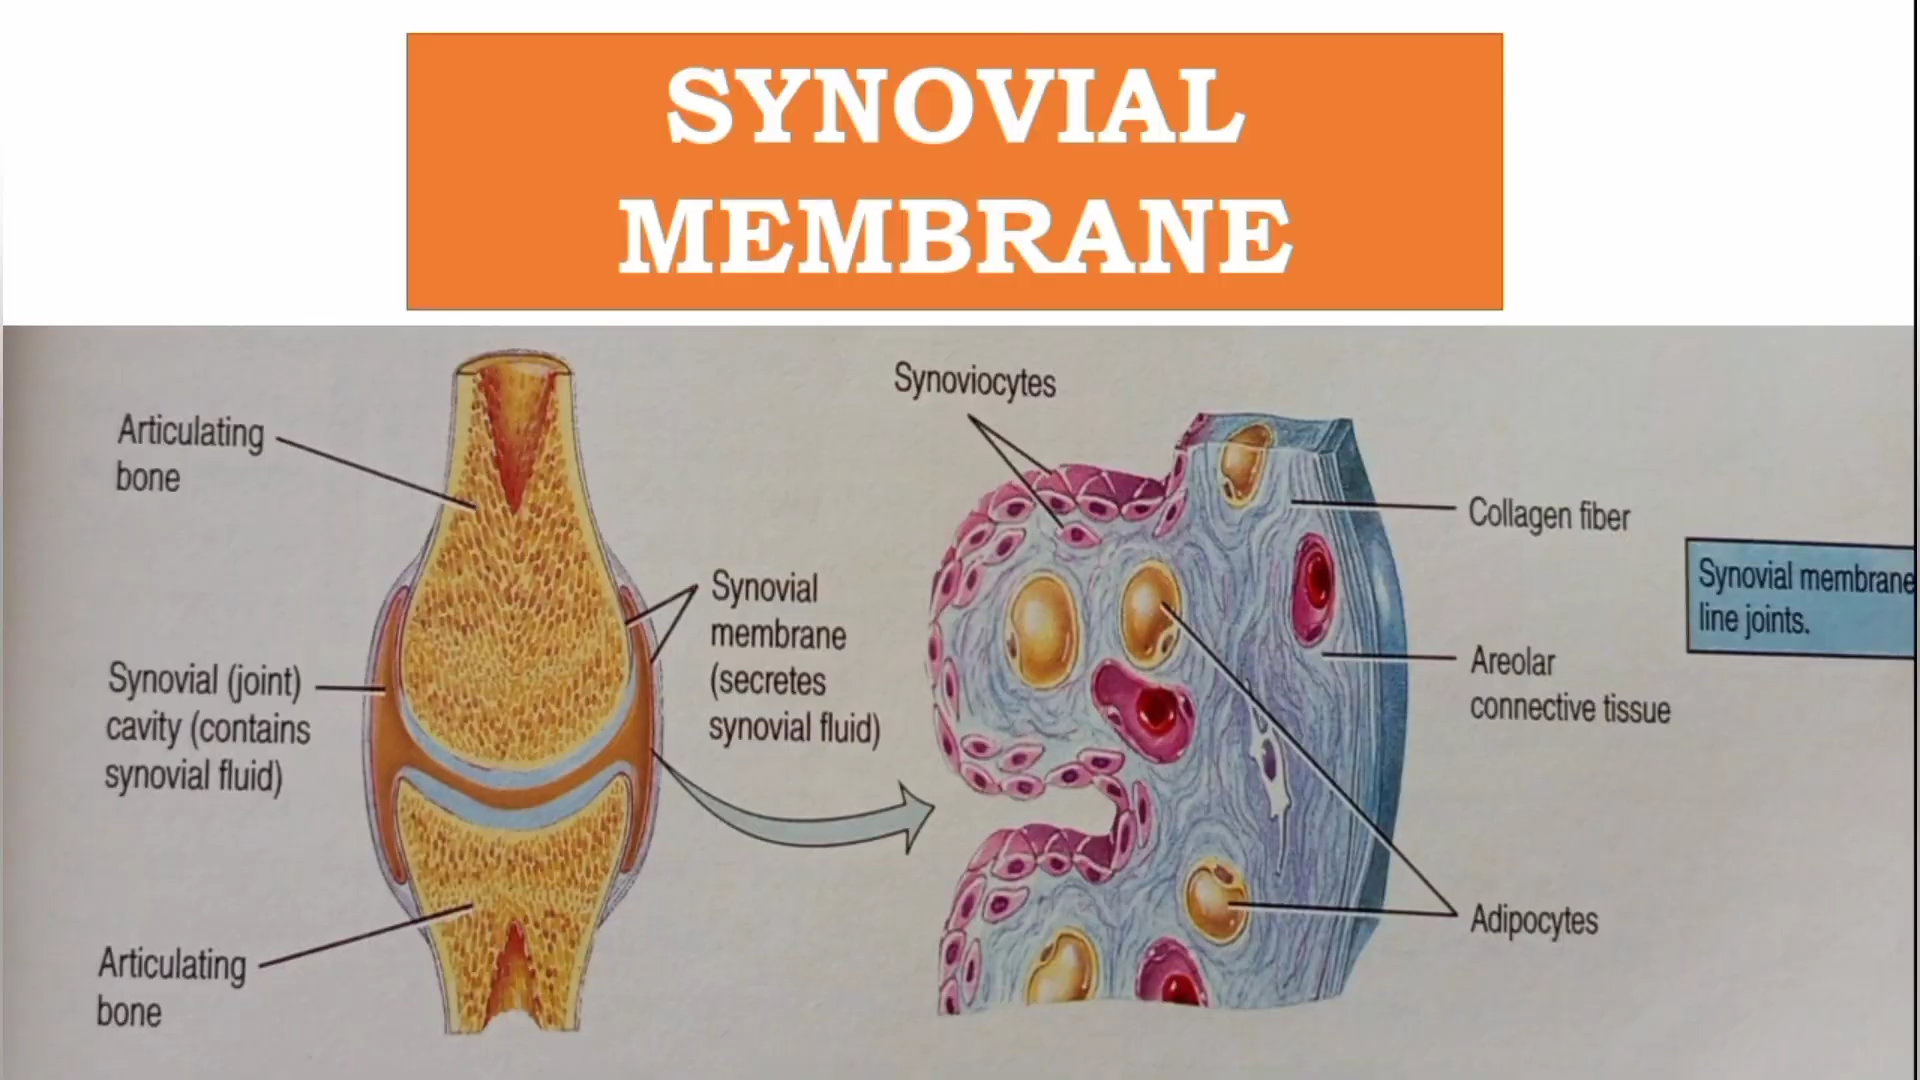 SYNOVIAL
MEMBRANE
Synoviocytes
Articulating
bone
Collagen fiber
Synovial membrane
line joints.
Synovial
membrane
(secretes
synovial fluid)
Synovial (joint)
cavity (contains
synovial fluid)
Areolar
connective tissue
Adipocytes
Articulating
bone